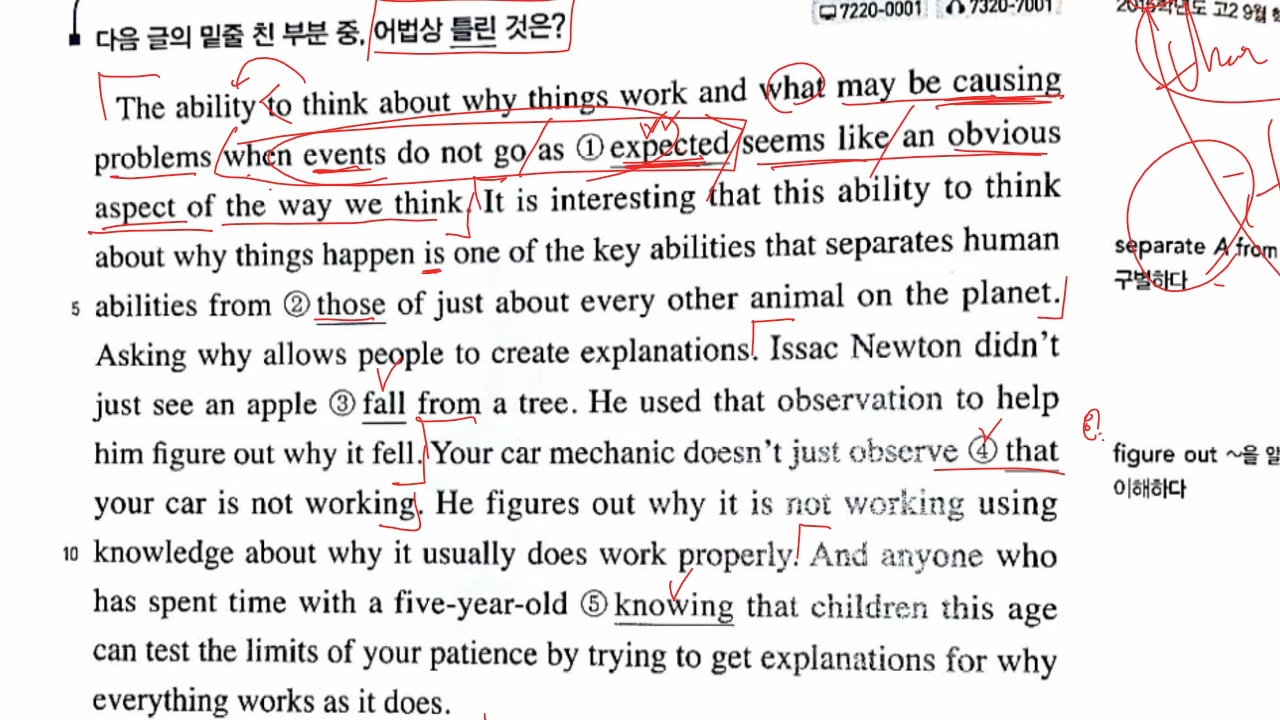 7220-0001 7320-7001
고2 9월
다음 글의 밑줄 친 부분 중, 어법상 틀린 것은?
The ability to think about why things work and what may be causing
problems when events do not go as ① expected seems like an obvious
aspect of the way we think. It is interesting that this ability to think
about why things happen is one of the key abilities that separates human
separate A from
구별하다
5 abilities from ② those of just about every other animal on the planet.
Asking why allows people to create explanations. Issac Newton didn't
just see an apple ③ fall from a tree. He used that observation to help
him figure out why it fell. Your car mechanic doesn't just observe ④ that
figure out ~을
이해하다
your car is not working. He figures out why it is not working using
10 knowledge about why it usually does work properly. And anyone who
has spent time with a five-year-old ⑤ knowing that children this age
can test the limits of your patience by trying to get explanations for why
everything works as it does.